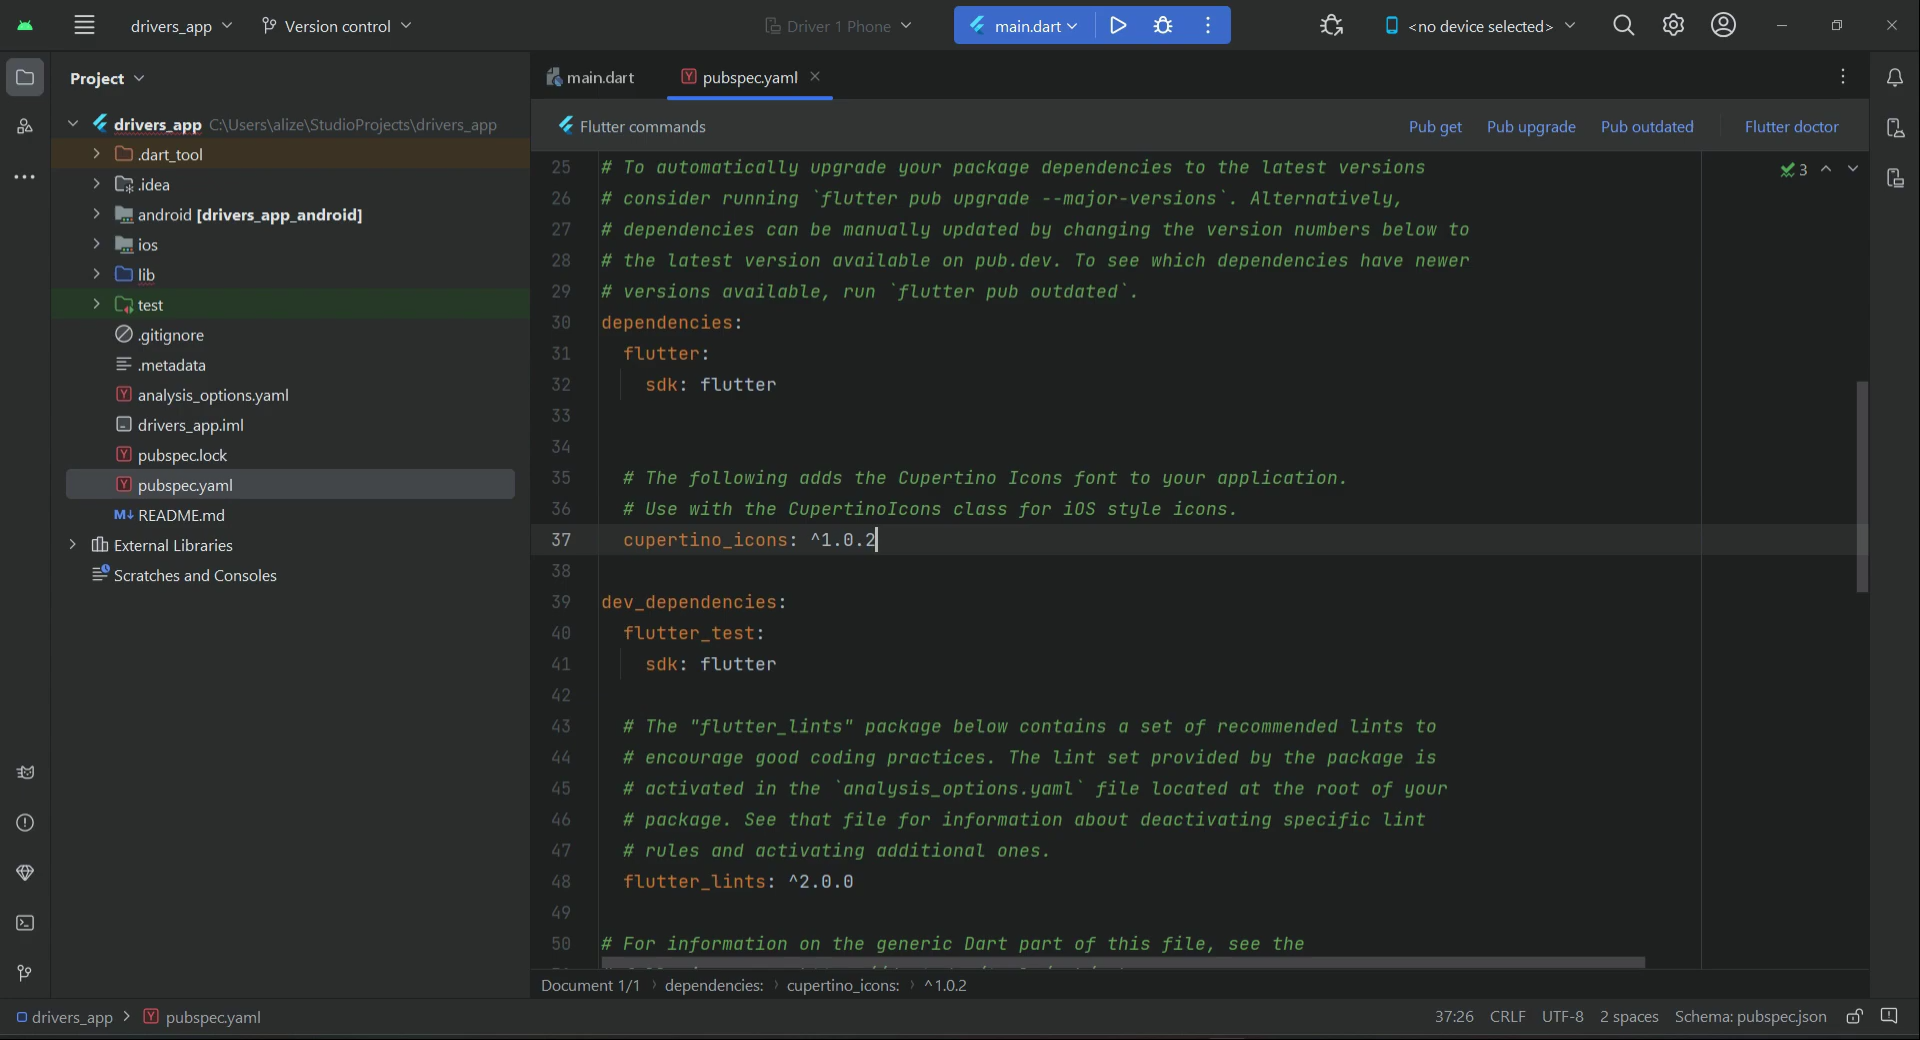 drivers_app
Version control
Driver 1 Phone
main.dart
<no device selected>
Project
main.dart
pubspec.yaml
drivers_app C:\Users\alize\StudioProjects\drivers_app
.dart_tool
.idea
android [drivers_app_android]
ios
lib
test
.gitignore
.metadata
analysis_options.yaml
drivers_app.iml
pubspec.lock
pubspec.yaml
README.md
External Libraries
Scratches and Consoles
Flutter commands
Pub get
Pub upgrade
Pub outdated
Flutter doctor
3
25 # To automatically upgrade your package dependencies to the latest versions
26 # consider running `flutter pub upgrade --major-versions`. Alternatively,
27 # dependencies can be manually updated by changing the version numbers below to
28 # the latest version available on pub.dev. To see which dependencies have newer
29 # versions available, run `flutter pub outdated`.
30 dependencies:
31 flutter:
32 sdk: flutter
33
34
35 # The following adds the Cupertino Icons font to your application.
36 # Use with the CupertinoIcons class for iOS style icons.
37 cupertino_icons: ^1.0.2
38
39 dev_dependencies:
40 flutter_test:
41 sdk: flutter
42
43 # The "flutter_lints" package below contains a set of recommended lints to
44 # encourage good coding practices. The lint set provided by the package is
45 # activated in the `analysis_options.yaml` file located at the root of your
46 # package. See that file for information about deactivating specific lint
47 # rules and activating additional ones.
48 flutter_lints: ^2.0.0
49
50 # For information on the generic Dart part of this file, see the
Document 1/1 › dependencies: › cupertino_icons: › ^1.0.2
drivers_app > pubspec.yaml
37:26 CRLF UTF-8 2 spaces Schema: pubspec.json